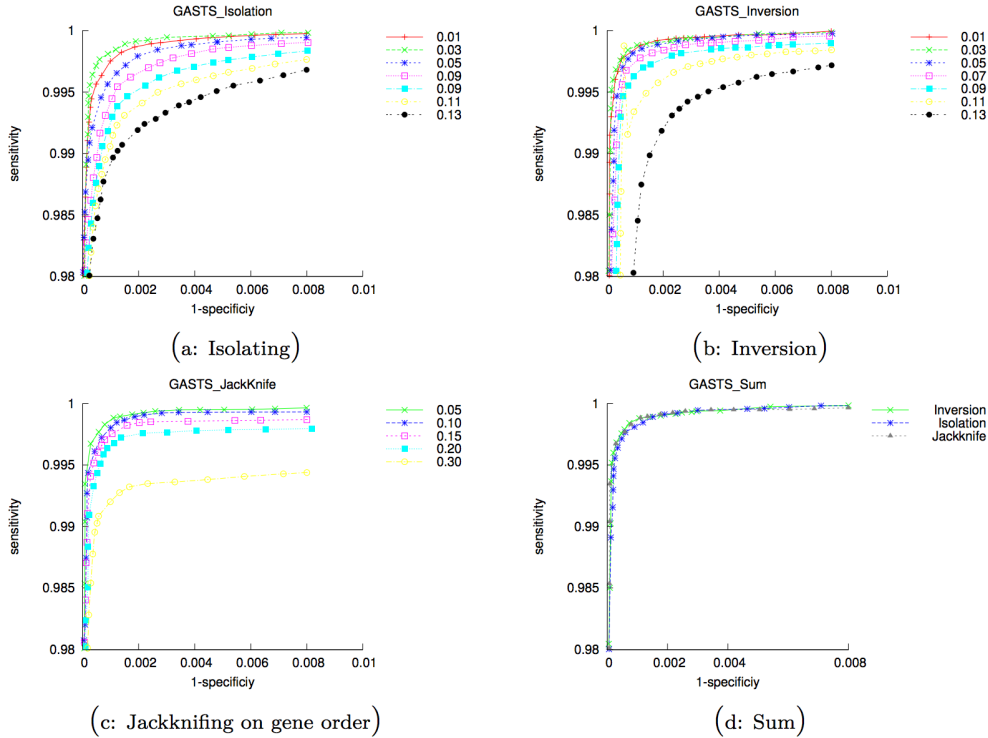 GASTS_Isolation
1
0.995
0.99
0.985
0.98
sensitivity
0 0.002 0.004 0.006 0.008 0.01
1-specificiy
0.01
0.03
0.05
0.09
0.09
0.11
0.13
(a: Isolating)
GASTS_Inversion
1
0.995
0.99
0.985
0.98
sensitivity
0 0.002 0.004 0.006 0.008 0.01
1-specificiy
0.01
0.03
0.05
0.07
0.09
0.11
0.13
(b: Inversion)
GASTS_JackKnife
1
0.995
0.99
0.985
0.98
sensitivity
0 0.002 0.004 0.006 0.008 0.01
1-specificiy
0.05
0.10
0.15
0.20
0.30
(c: Jackknifing on gene order)
GASTS_Sum
1
0.995
0.99
0.985
0.98
sensitivity
0 0.002 0.004 0.006 0.008
1-specificiy
Inversion
Isolation
Jackknife
(d: Sum)